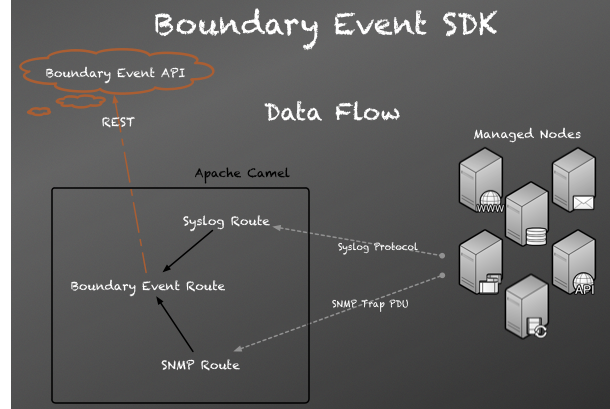 Boundary Event SDK
Boundary Event API
Data Flow
REST
Managed Nodes
WWW
Apache Camel
Syslog Route
Syslog Protocol
Boundary Event Route
API
SNMP Trap PDU
SNMP Route